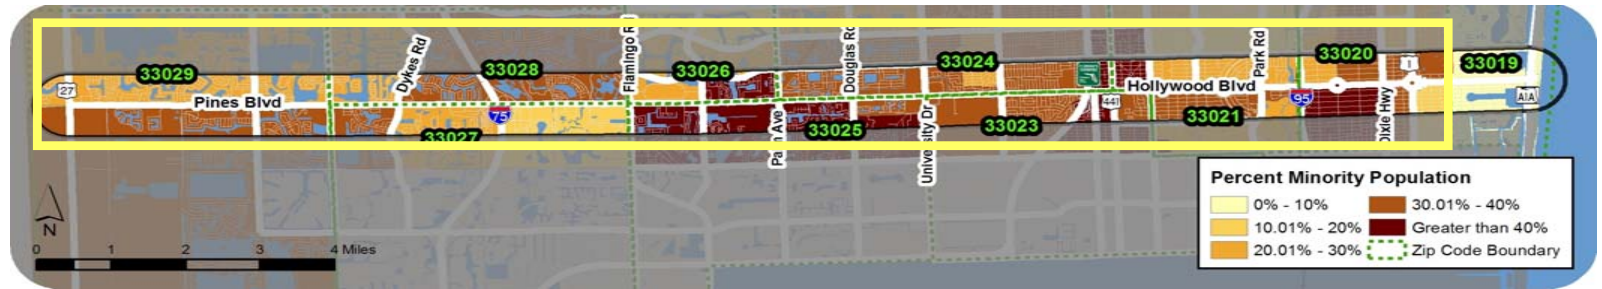 33029
33028
33026
33024
33020
33019
33027
33025
33023
33021
27
Dykes Rd
Flamingo Rd
Douglas Rd
Park Rd
1
Pines Blvd
75
Hollywood Blvd
441
95
A1A
Palm Ave
University Dr
Dixie Hwy
N
0 1 2 3 4 Miles
Percent Minority Population
0% - 10%
10.01% - 20%
20.01% - 30%
30.01% - 40%
Greater than 40%
Zip Code Boundary